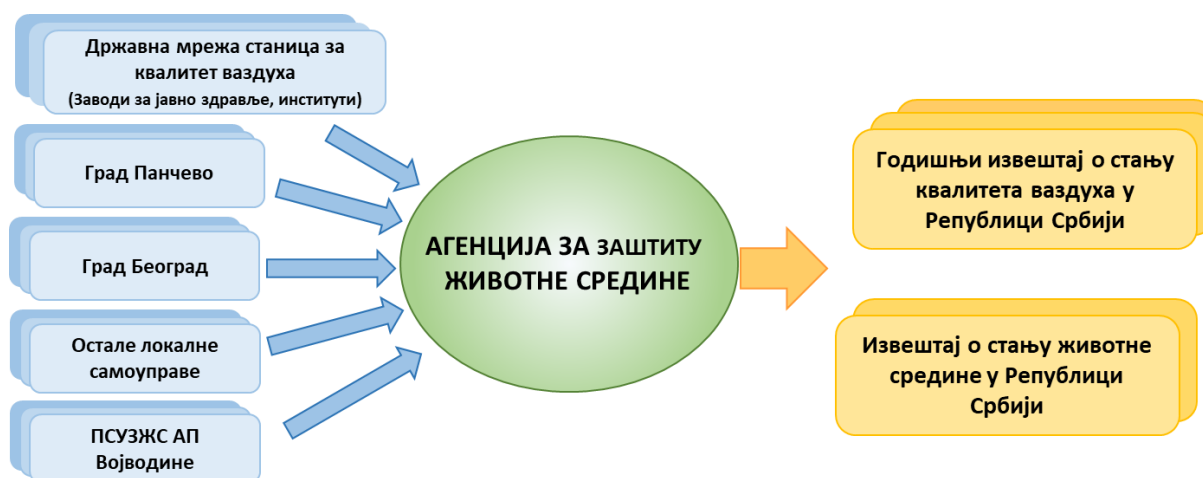 Државна мрежа станица за
квалитет ваздуха
(Заводи за јавно здравље, институти)
Град Панчево
Град Београд
Остале локалне
самоуправе
ПСУЗЖС АП
Војводине
АГЕНЦИЈА ЗА ЗАШТИТУ
ЖИВОТНЕ СРЕДИНЕ
Годишњи извештај о стању
квалитета ваздуха у
Републици Србији
Извештај о стању животне
средине у Републици
Србији